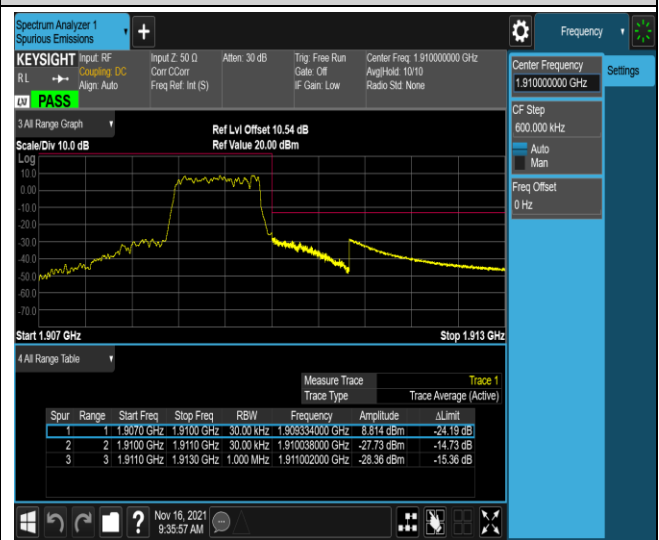 Spectrum Analyzer 1
Spurious Emissions
Frequency
KEYSIGHT Input: RF Input Z: 50 Ω Atten: 30 dB Trig: Free Run Center Freq: 1.910000000 GHz
RL Coupling: DC Corr CCorr Gate: Off Avg|Hold: 10/10
Align: Auto Freq Ref: Int (S) IF Gain: Low Radio Std: None
LXI PASS
Center Frequency
1.910000000 GHz
Settings
CF Step
600.000 kHz
Auto
Man
Freq Offset
0 Hz
3 All Range Graph
Ref Lvl Offset 10.54 dB
Scale/Div 10.0 dB Ref Value 20.00 dBm
Log
10.0
0.00
-10.0
-20.0
-30.0
-40.0
-50.0
-60.0
-70.0
Start 1.907 GHz Stop 1.913 GHz
4 All Range Table
Measure Trace Trace 1
Trace Type Trace Average (Active)
Spur Range Start Freq Stop Freq RBW Frequency Amplitude ΔLimit
1 1 1.9070 GHz 1.9100 GHz 30.00 kHz 1.909334000 GHz 8.814 dBm -24.19 dB
2 2 1.9100 GHz 1.9110 GHz 30.00 kHz 1.910038000 GHz -27.73 dBm -14.73 dB
3 3 1.9110 GHz 1.9130 GHz 1.000 MHz 1.911002000 GHz -28.36 dBm -15.36 dB
Nov 16, 2021
9:35:57 AM